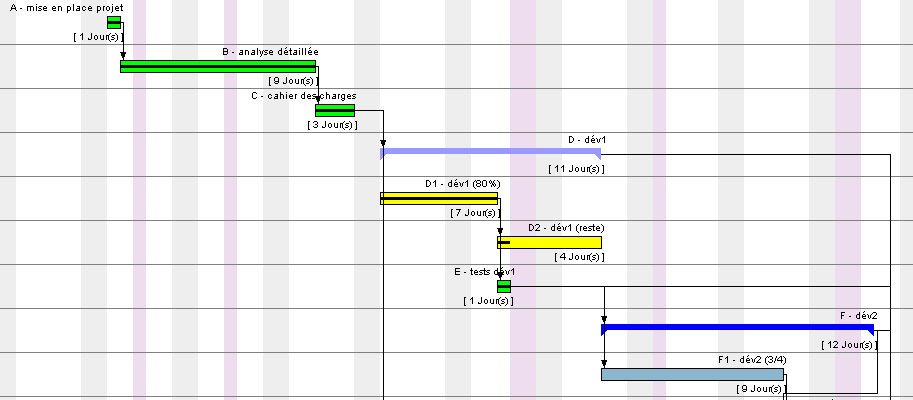 A - mise en place projet
[ 1 Jour(s) ]
B - analyse détaillée
[ 9 Jour(s) ]
C - cahier des charges
[ 3 Jour(s) ]
D - dév1
[ 11 Jour(s) ]
D1 - dév1 (80%)
[ 7 Jour(s) ]
D2 - dév1 (reste)
[ 4 Jour(s) ]
E - tests dév1
[ 1 Jour(s) ]
F - dév2
[ 12 Jour(s) ]
F1 - dév2 (3/4)
[ 9 Jour(s) ]